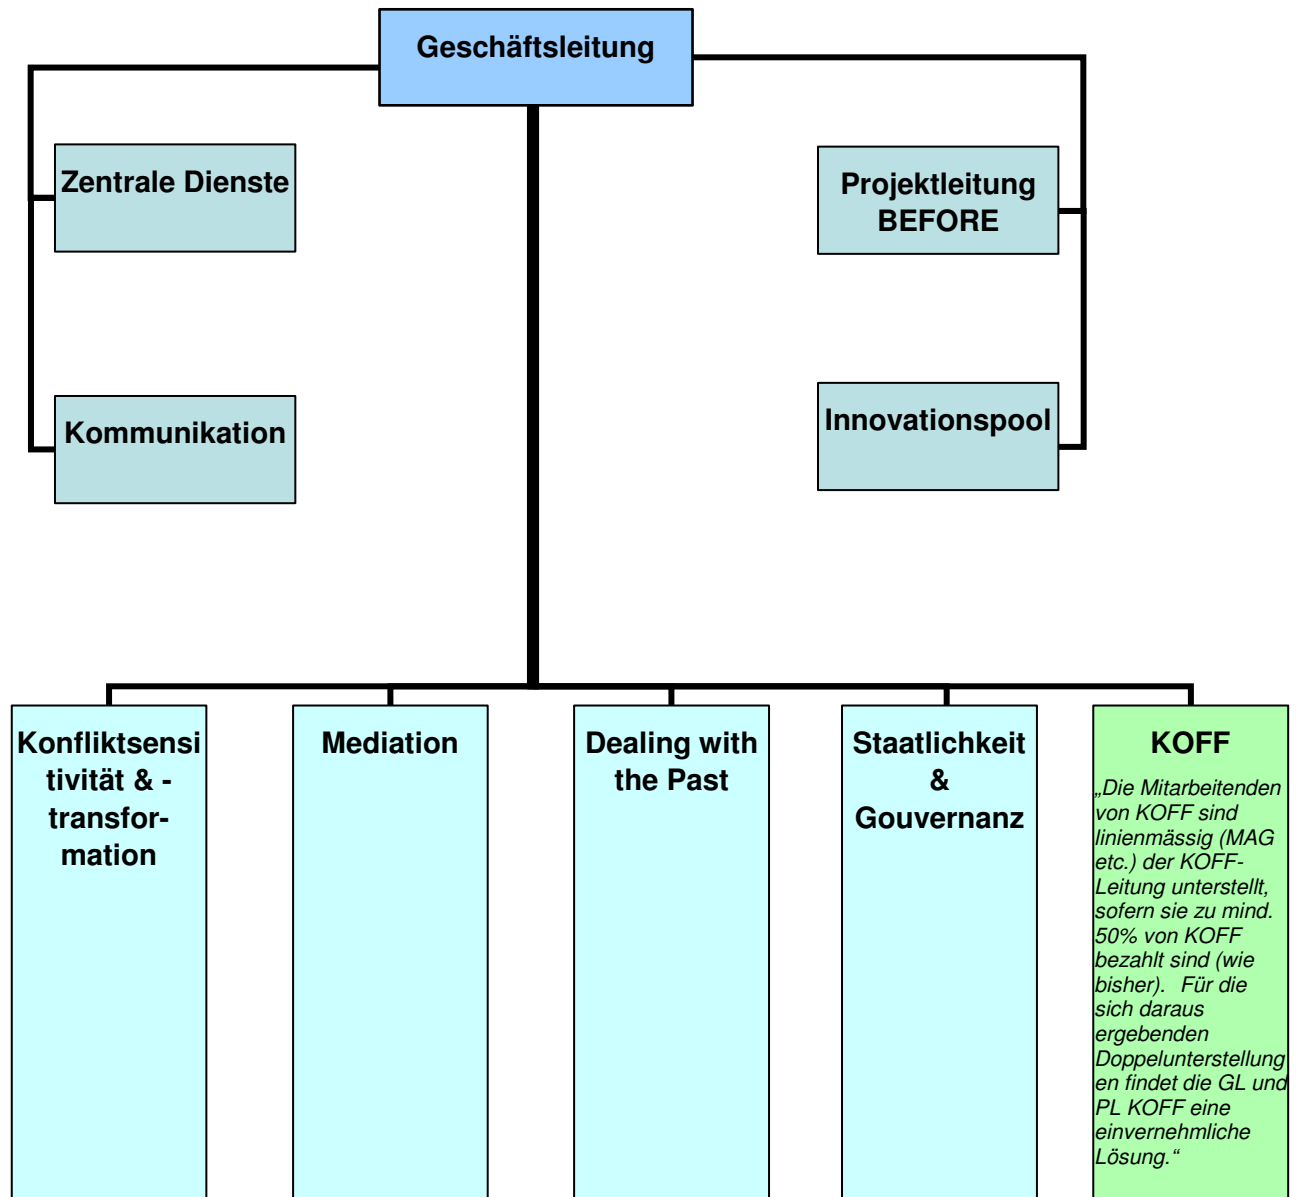 Geschäftsleitung
Zentrale Dienste
Projektleitung
BEFORE
Kommunikation
Innovationspool
Konfliktsensi
tivität & -
transfor-
mation
Mediation
Dealing with
the Past
Staatlichkeit
&
Gouvernanz
KOFF
„Die Mitarbeitenden
von KOFF sind
linienmässig (MAG
etc.) der KOFF-
Leitung unterstellt,
sofern sie zu mind.
50% von KOFF
bezahlt sind (wie
bisher).  Für die
sich daraus
ergebenden
Doppelunterstellung
en findet die GL und
PL KOFF eine
einvernehmliche
Lösung.“